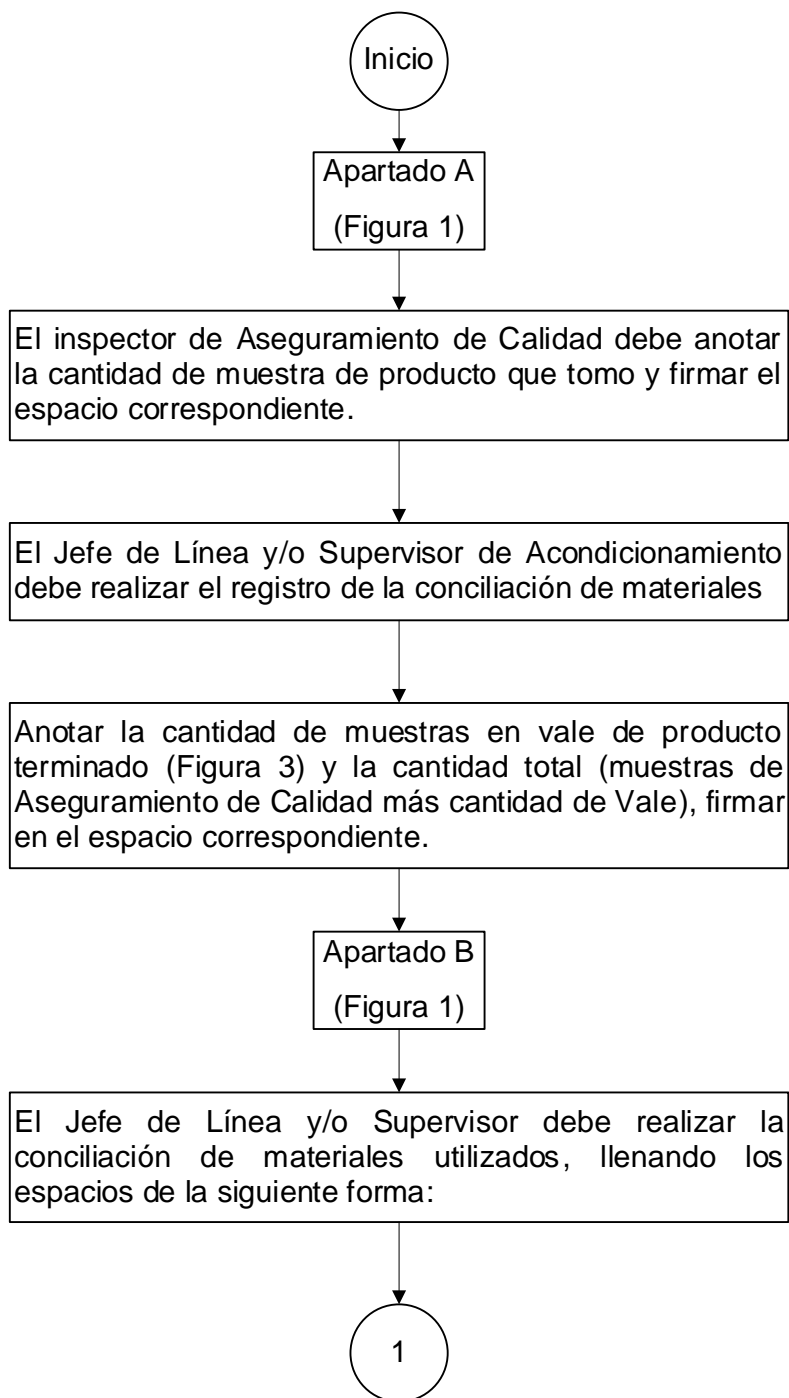 Inicio
Apartado A
(Figura 1)
El inspector de Aseguramiento de Calidad debe anotar
la cantidad de muestra de producto que tomo y firmar el
espacio correspondiente.
El Jefe de Línea y/o Supervisor de Acondicionamiento
debe realizar el registro de la conciliación de materiales
Anotar la cantidad de muestras en vale de producto
terminado (Figura 3) y la cantidad total (muestras de
Aseguramiento de Calidad más cantidad de Vale), firmar
en el espacio correspondiente.
Apartado B
(Figura 1)
El Jefe de Línea y/o Supervisor debe realizar la
conciliación de materiales utilizados, llenando los
espacios de la siguiente forma:
1